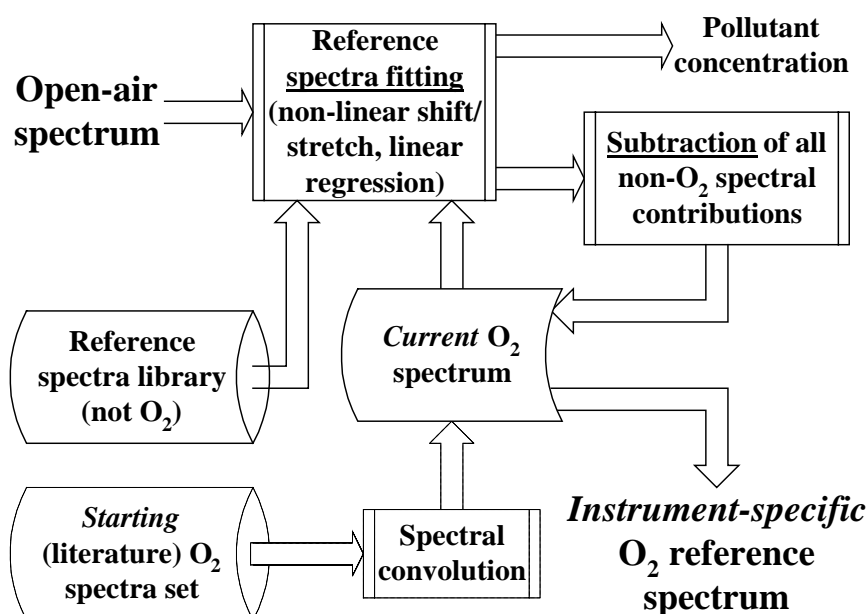 Open-air
spectrum
Reference
spectra fitting
(non-linear shift/
stretch, linear
regression)
Pollutant
concentration
Subtraction of all
non-O₂ spectral
contributions
Reference
spectra library
(not O₂)
Current O₂
spectrum
Starting
(literature) O₂
spectra set
Spectral
convolution
Instrument-specific
O₂ reference
spectrum